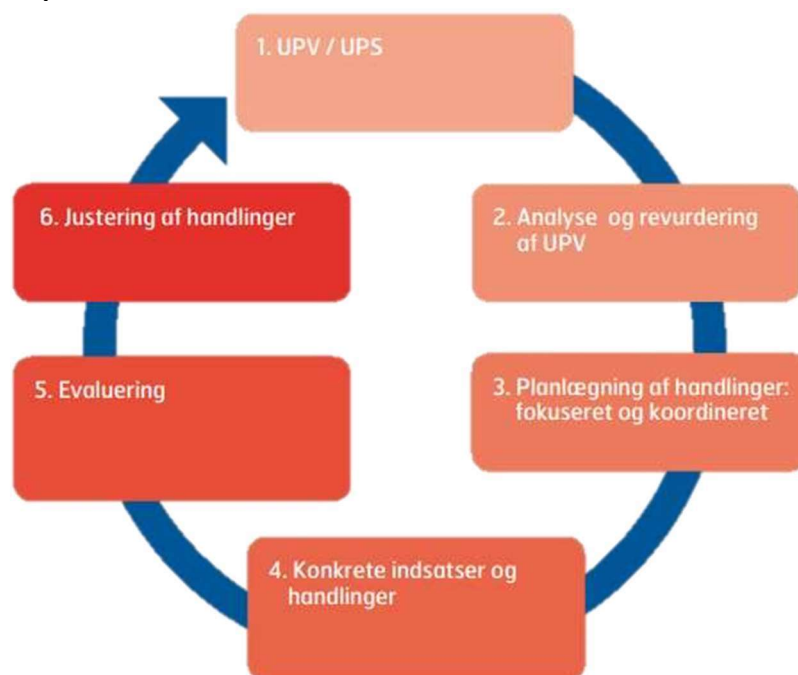 1. UPV / UPS
2. Analyse og revurdering
af UPV
3. Planlægning af handlinger:
fokuseret og koordineret
4. Konkrete indsatser og
handlinger
5. Evaluering
6. Justering af handlinger